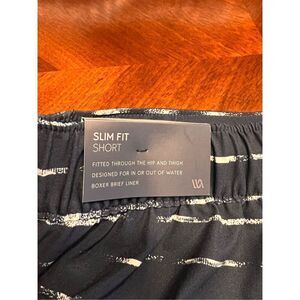 SLIM FIT
SHORT
FITTED THROUGH THE HIP AND THIGH
DESIGNED FOR IN OR OUT OF WATER
BOXER BRIEF LINER